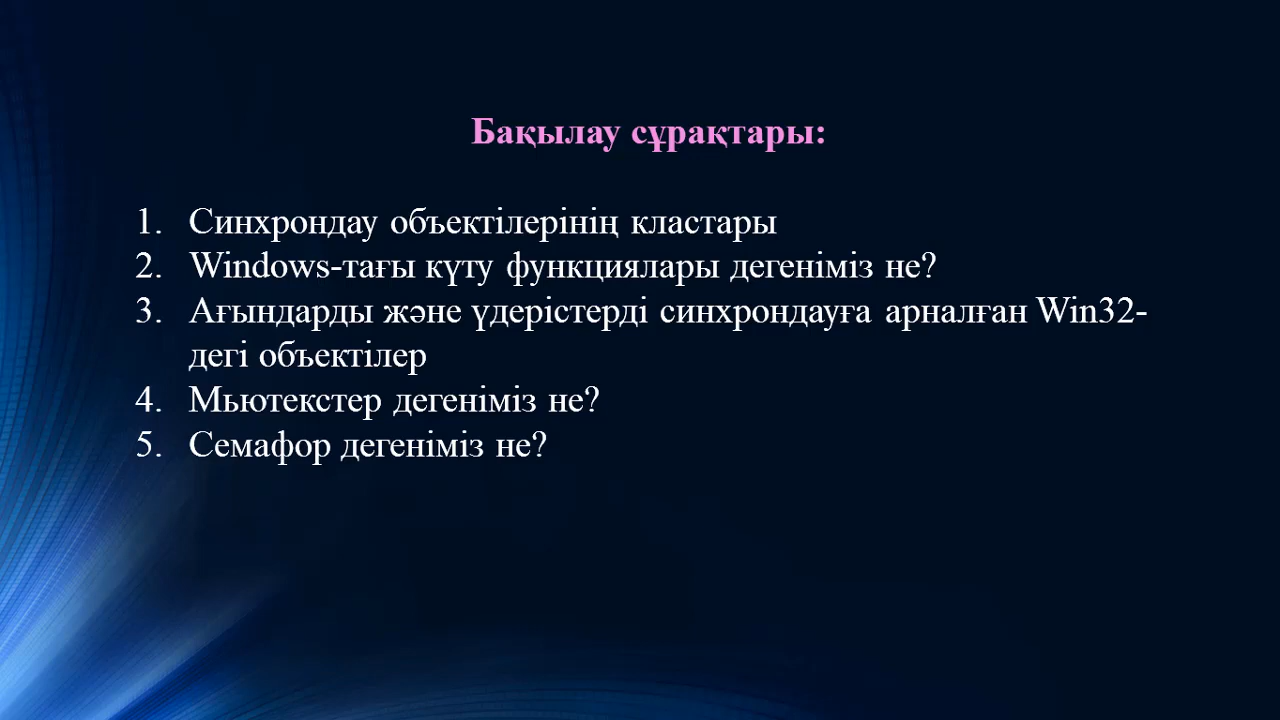 Бақылау сұрақтары:
1. Синхрондау объектілерінің кластары
2. Windows-тағы күту функциялары дегеніміз не?
3. Ағындарды және үдерістерді синхрондауға арналған Win32-
дегі объектілер
4. Мьютекстер дегеніміз не?
5. Семафор дегеніміз не?